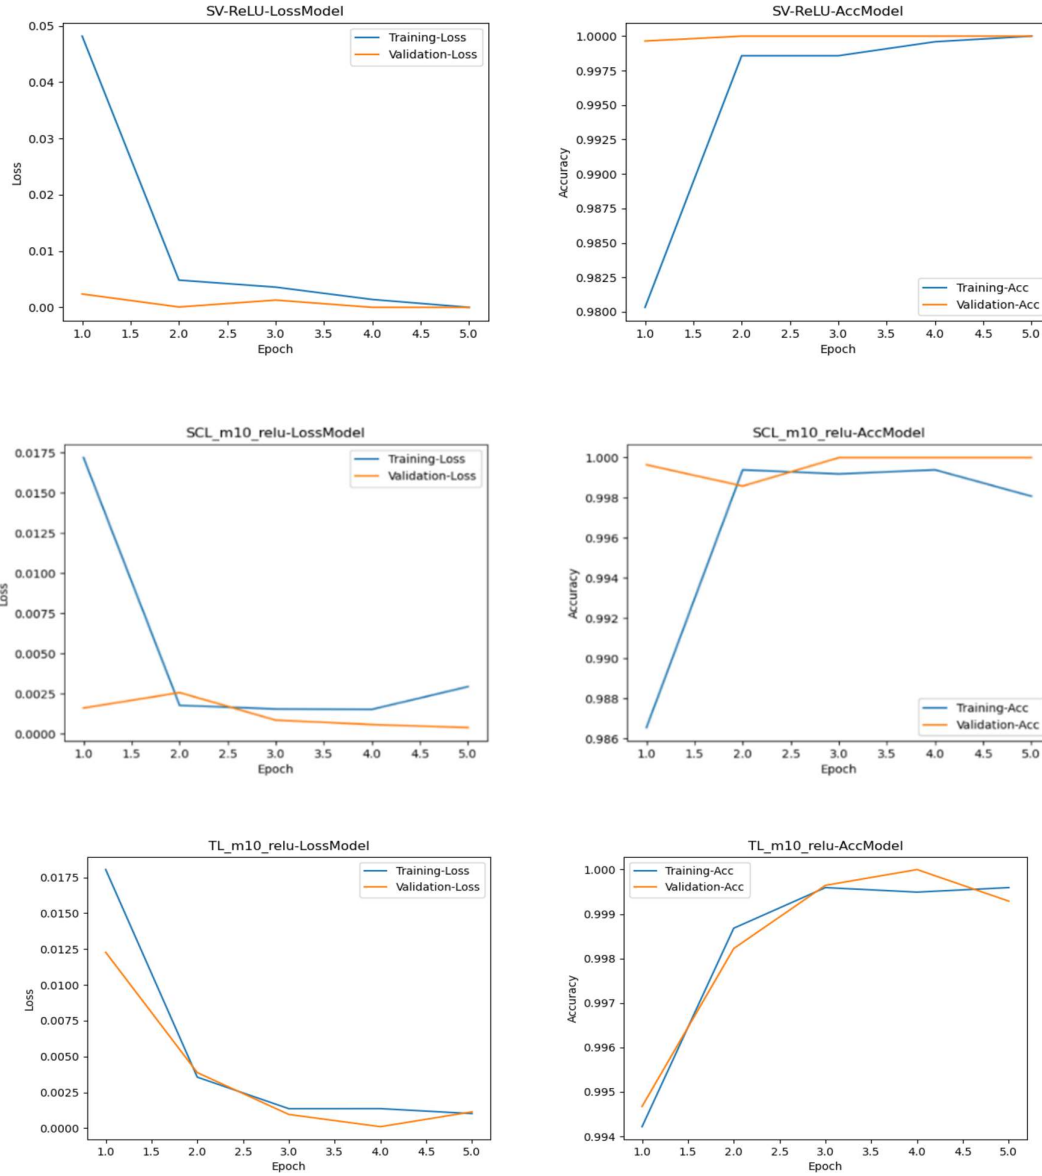 SV-ReLU-LossModel
0.05
0.04
0.03
0.02
0.01
0.00
Loss
Training-Loss
Validation-Loss
1.0 1.5 2.0 2.5 3.0 3.5 4.0 4.5 5.0
Epoch
SV-ReLU-AccModel
1.0000
0.9975
0.9950
0.9925
0.9900
0.9875
0.9850
0.9825
0.9800
Accuracy
Training-Acc
Validation-Acc
1.0 1.5 2.0 2.5 3.0 3.5 4.0 4.5 5.0
Epoch
SCL_m10_relu-LossModel
0.0175
0.0150
0.0125
0.0100
0.0075
0.0050
0.0025
0.0000
Loss
Training-Loss
Validation-Loss
1.0 1.5 2.0 2.5 3.0 3.5 4.0 4.5 5.0
Epoch
SCL_m10_relu-AccModel
1.000
0.998
0.996
0.994
0.992
0.990
0.988
0.986
Accuracy
Training-Acc
Validation-Acc
1.0 1.5 2.0 2.5 3.0 3.5 4.0 4.5 5.0
Epoch
TL_m10_relu-LossModel
0.0175
0.0150
0.0125
0.0100
0.0075
0.0050
0.0025
0.0000
Loss
Training-Loss
Validation-Loss
1.0 1.5 2.0 2.5 3.0 3.5 4.0 4.5 5.0
Epoch
TL_m10_relu-AccModel
1.000
0.999
0.998
0.997
0.996
0.995
0.994
Accuracy
Training-Acc
Validation-Acc
1.0 1.5 2.0 2.5 3.0 3.5 4.0 4.5 5.0
Epoch